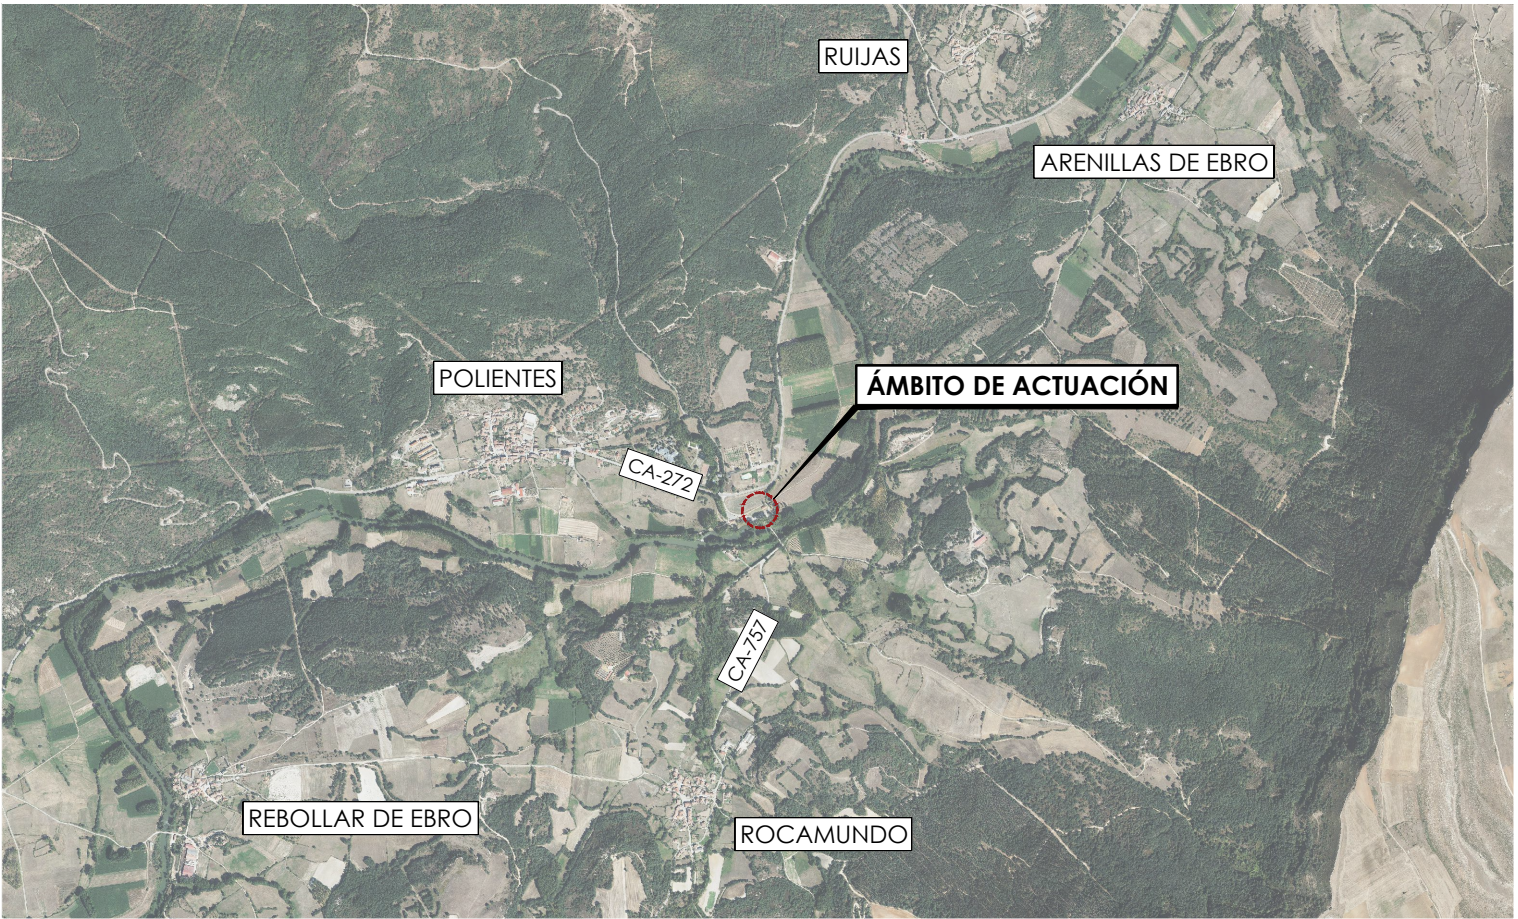 RUIJAS
ARENILLAS DE EBRO
POLIENTES
ÁMBITO DE ACTUACIÓN
CA-272
CA-757
REBOLLAR DE EBRO
ROCAMUNDO